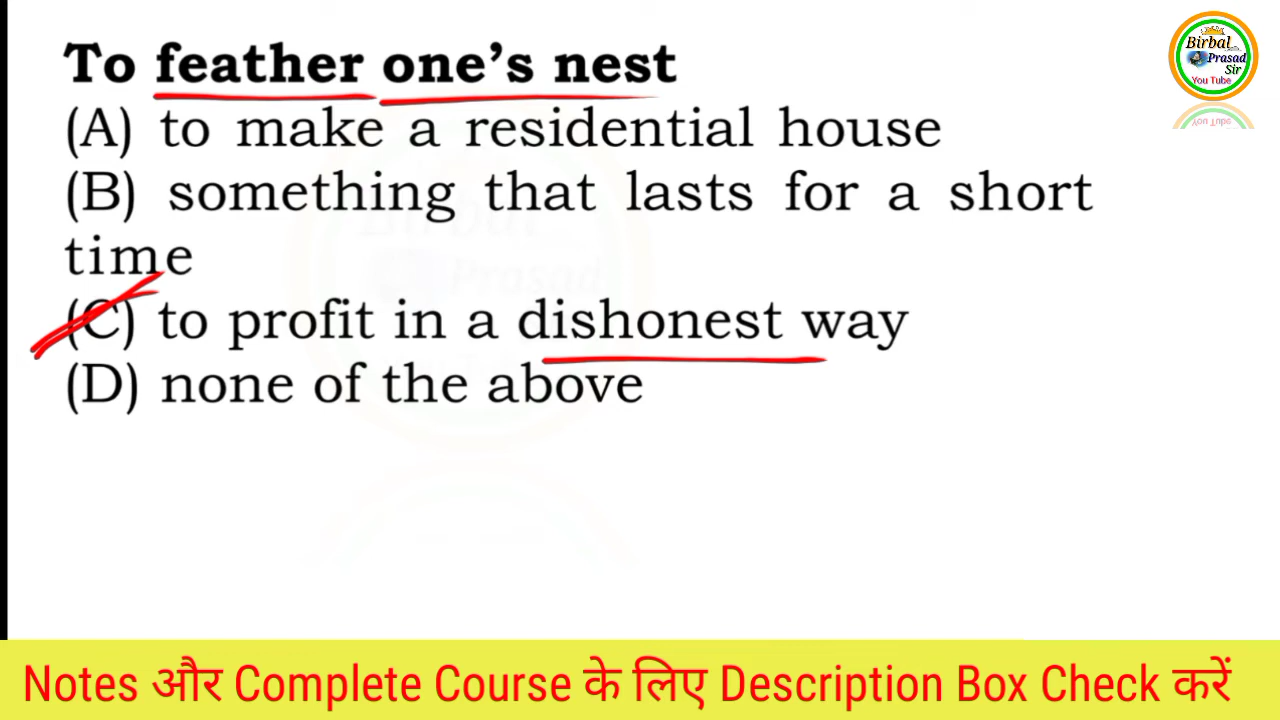 To feather one's nest
(A) to make a residential house
(B) something that lasts for a short
time
(C) to profit in a dishonest way
(D) none of the above
Birbal
Prasad
Sir
You Tube
Notes और Complete Course के लिए Description Box Check करें